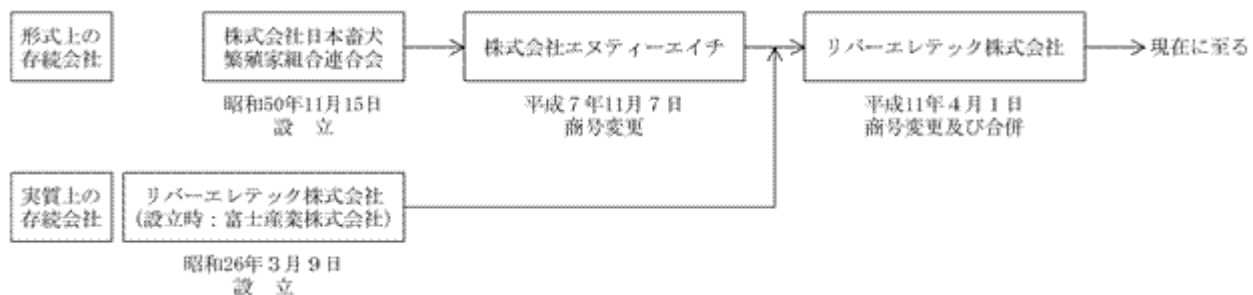 形式上の
存続会社
株式会社日本畜犬
繁殖家組合連合会
昭和50年11月15日
設 立
株式会社エヌティーエイチ
平成7年11月7日
商号変更
リバーエレテック株式会社
平成11年4月1日
商号変更及び合併
現在に至る
実質上の
存続会社
リバーエレテック株式会社
(設立時：富士産業株式会社)
昭和26年3月9日
設 立